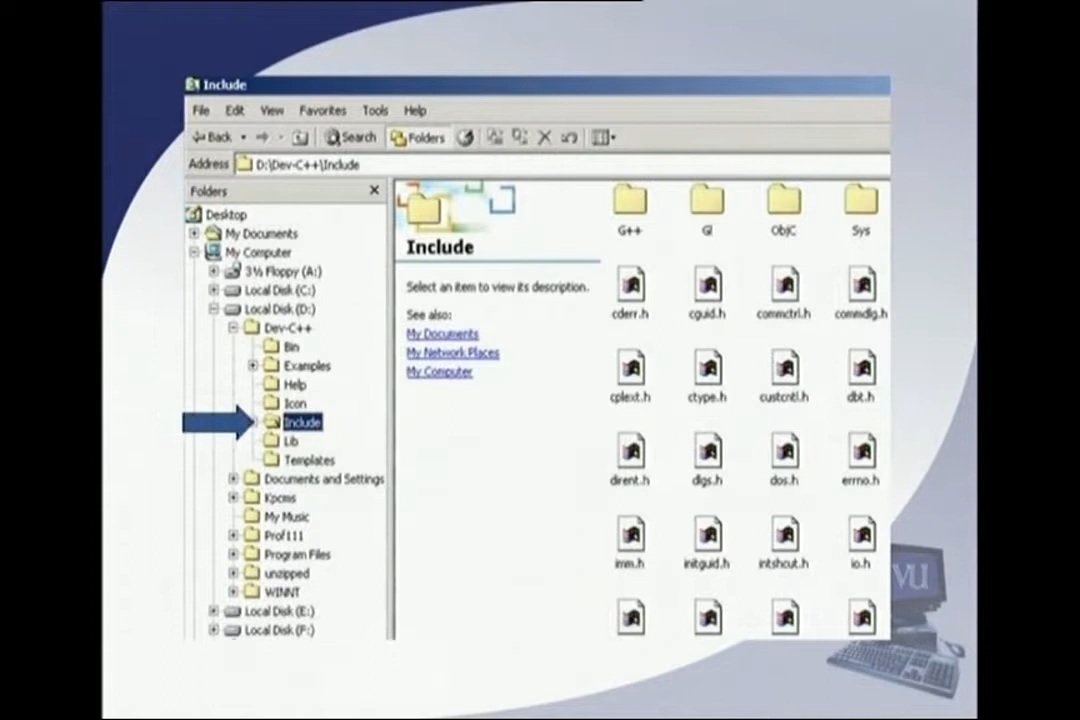 Include
File Edit View Favorites Tools Help
Back Search Folders
Address D:\Dev-C++\Include
Folders
Desktop
My Documents
My Computer
3½ Floppy (A:)
Local Disk (C:)
Local Disk (D:)
Dev-C++
Bin
Examples
Help
Icon
Include
Lib
Templates
Documents and Settings
Kpcms
My Music
Prof111
Program Files
unzipped
WINNT
Local Disk (E:)
Local Disk (F:)
Include
Select an item to view its description.
See also:
My Documents
My Network Places
My Computer
G++ Gl ObjC Sys
cderr.h cguid.h commctrl.h commdlg.h
cplext.h ctype.h custcntl.h dbt.h
dirent.h dlgs.h dos.h errno.h
imm.h initguid.h intshcut.h io.h
VU